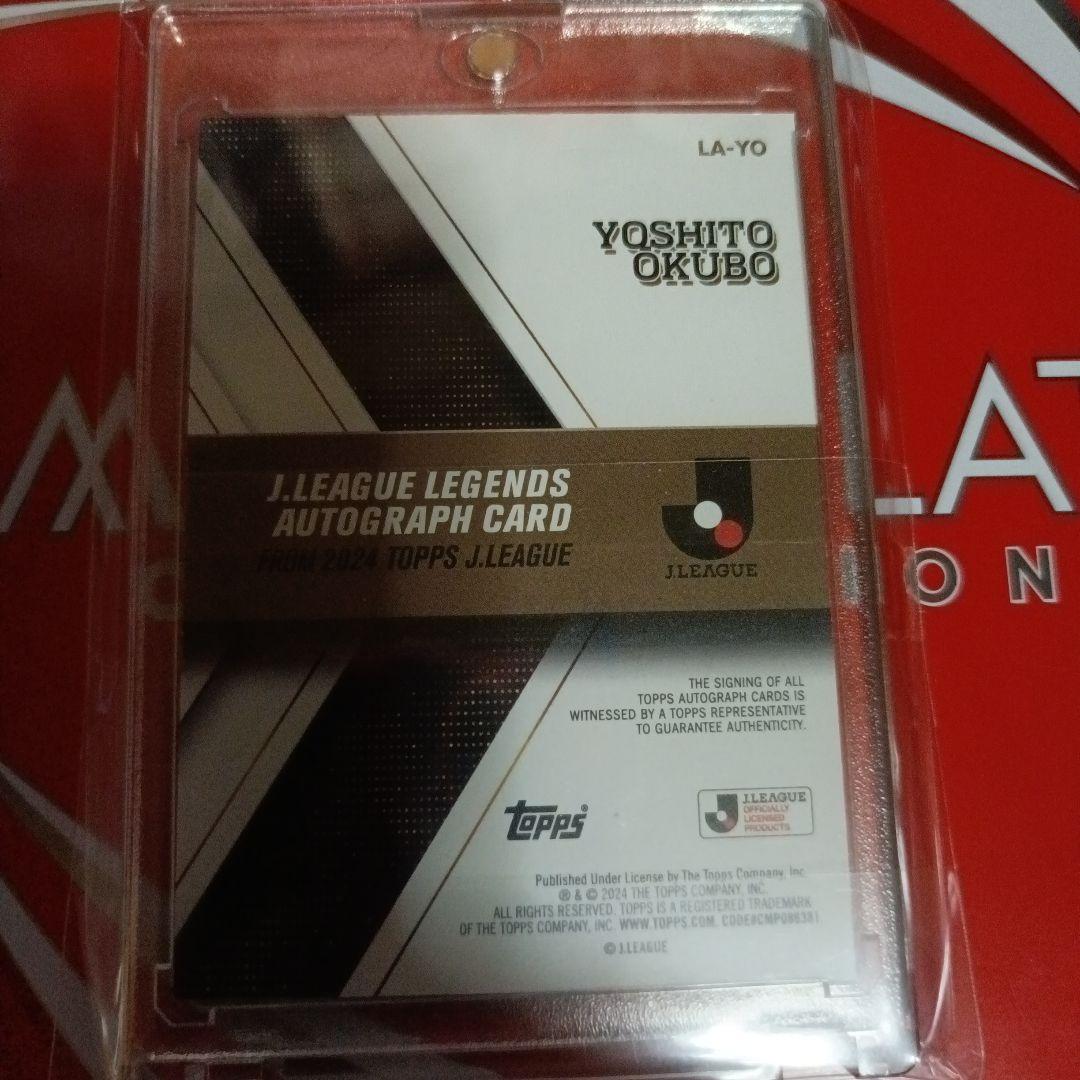 LA-YO
YOSHITO
OKUBO
J.LEAGUE LEGENDS
AUTOGRAPH CARD
FROM 2024 TOPPS J.LEAGUE
J.LEAGUE
THE SIGNING OF ALL
TOPPS AUTOGRAPH CARDS IS
WITNESSED BY A TOPPS REPRESENTATIVE
TO GUARANTEE AUTHENTICITY.
topps®
J.LEAGUE
OFFICIALLY
LICENSED
PRODUCTS
Published Under License by The Topps Company, Inc.
® & © 2024 THE TOPPS COMPANY, INC.
ALL RIGHTS RESERVED. TOPPS IS A REGISTERED TRADEMARK
OF THE TOPPS COMPANY, INC. WWW.TOPPS.COM. CODE#CMP086381
© J.LEAGUE